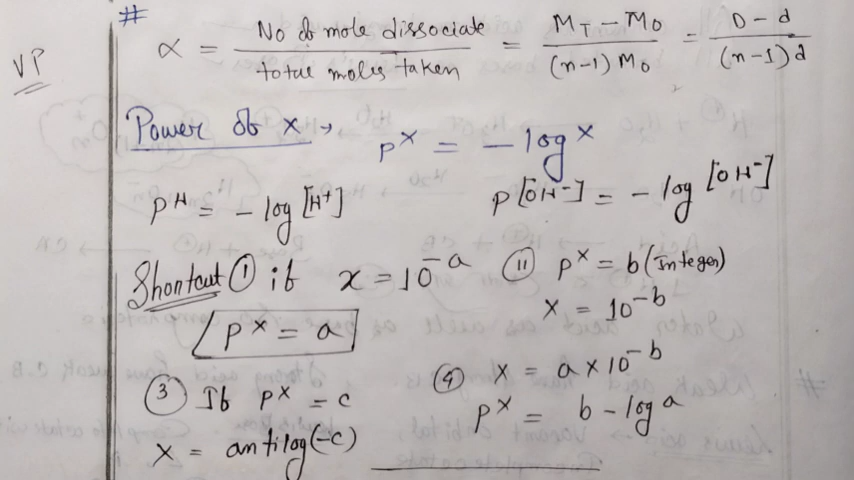 #
VP
α = No of mole dissociate / total moles taken = M_T - M_O / (n-1) M_O = D - d / (n-1) d
Power of x → p^x = - log^x
p^H = - log [H⁺] p[OH⁻] = - log [OH⁻]
Shortcut ① if x = 10^-a ⑪ p^x = b (Integer)
p^x = a x = 10^-b
③ If p^x = c ④ x = a × 10^-b
x = antilog(-c) p^x = b - log a